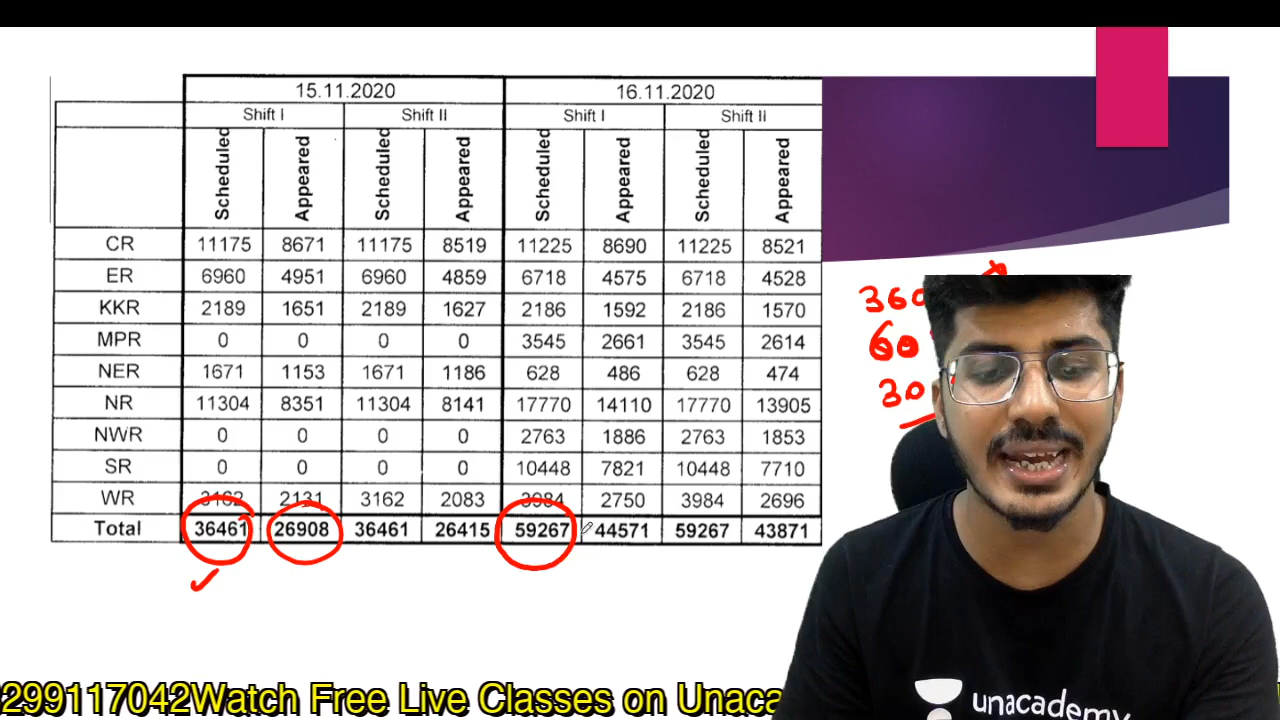 15.11.2020 16.11.2020
Shift I Shift II Shift I Shift II
Scheduled Appeared Scheduled Appeared Scheduled Appeared Scheduled Appeared
CR 11175 8671 11175 8519 11225 8690 11225 8521
ER 6960 4951 6960 4859 6718 4575 6718 4528
KKR 2189 1651 2189 1627 2186 1592 2186 1570
MPR 0 0 0 0 3545 2661 3545 2614
NER 1671 1153 1671 1186 628 486 628 474
NR 11304 8351 11304 8141 17770 14110 17770 13905
NWR 0 0 0 0 2763 1886 2763 1853
SR 0 0 0 0 10448 7821 10448 7710
WR 3162 2131 3162 2083 3984 2750 3984 2696
Total 36461 26908 36461 26415 59267 44571 59267 43871
360
60
30
unacademy
299117042Watch Free Live Classes on Unaca